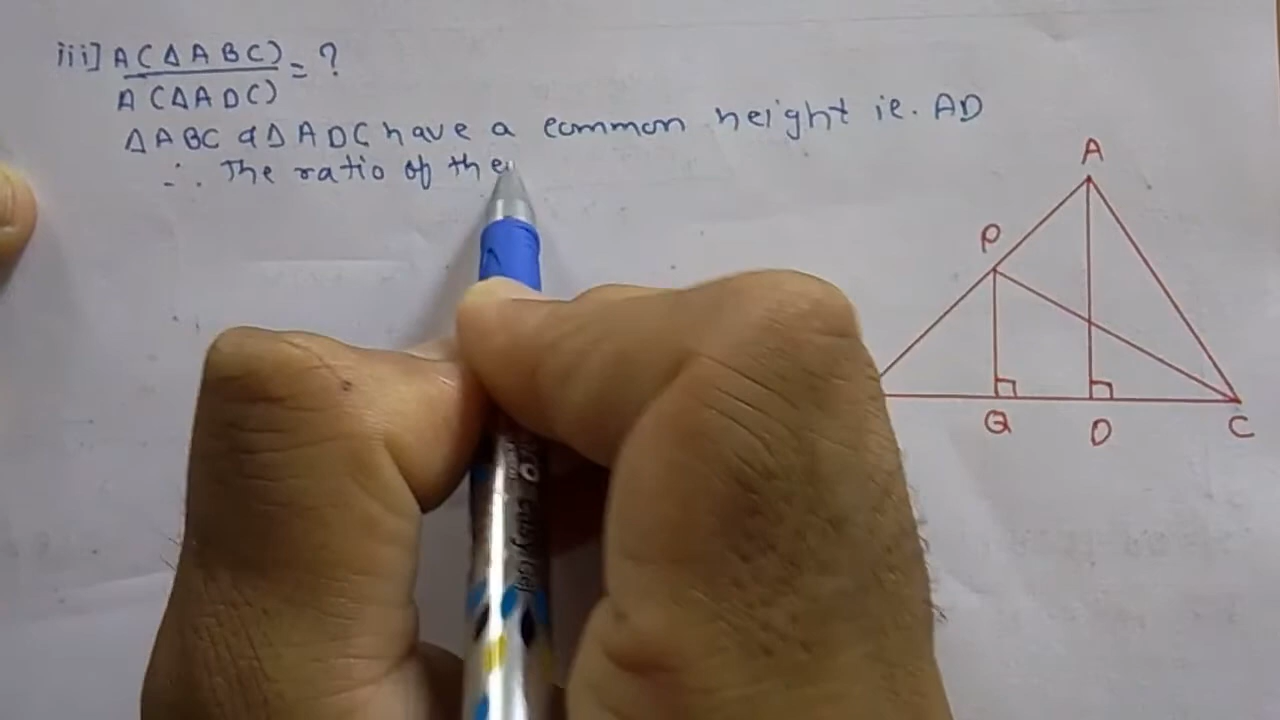 iii] A(ΔABC) = ?
A(ΔADC)
ΔABC & ΔADC have a common height ie. AD
∴ The ratio of the
A
P
Q
D
C